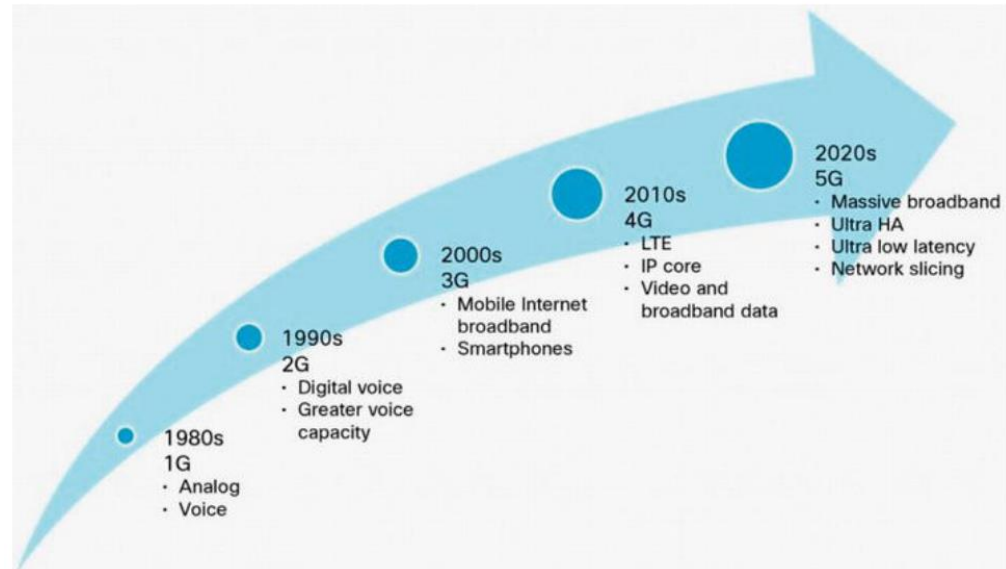 1980s
1G
· Analog
· Voice
1990s
2G
· Digital voice
· Greater voice
capacity
2000s
3G
· Mobile Internet
broadband
· Smartphones
2010s
4G
· LTE
· IP core
· Video and
broadband data
2020s
5G
· Massive broadband
· Ultra HA
· Ultra low latency
· Network slicing